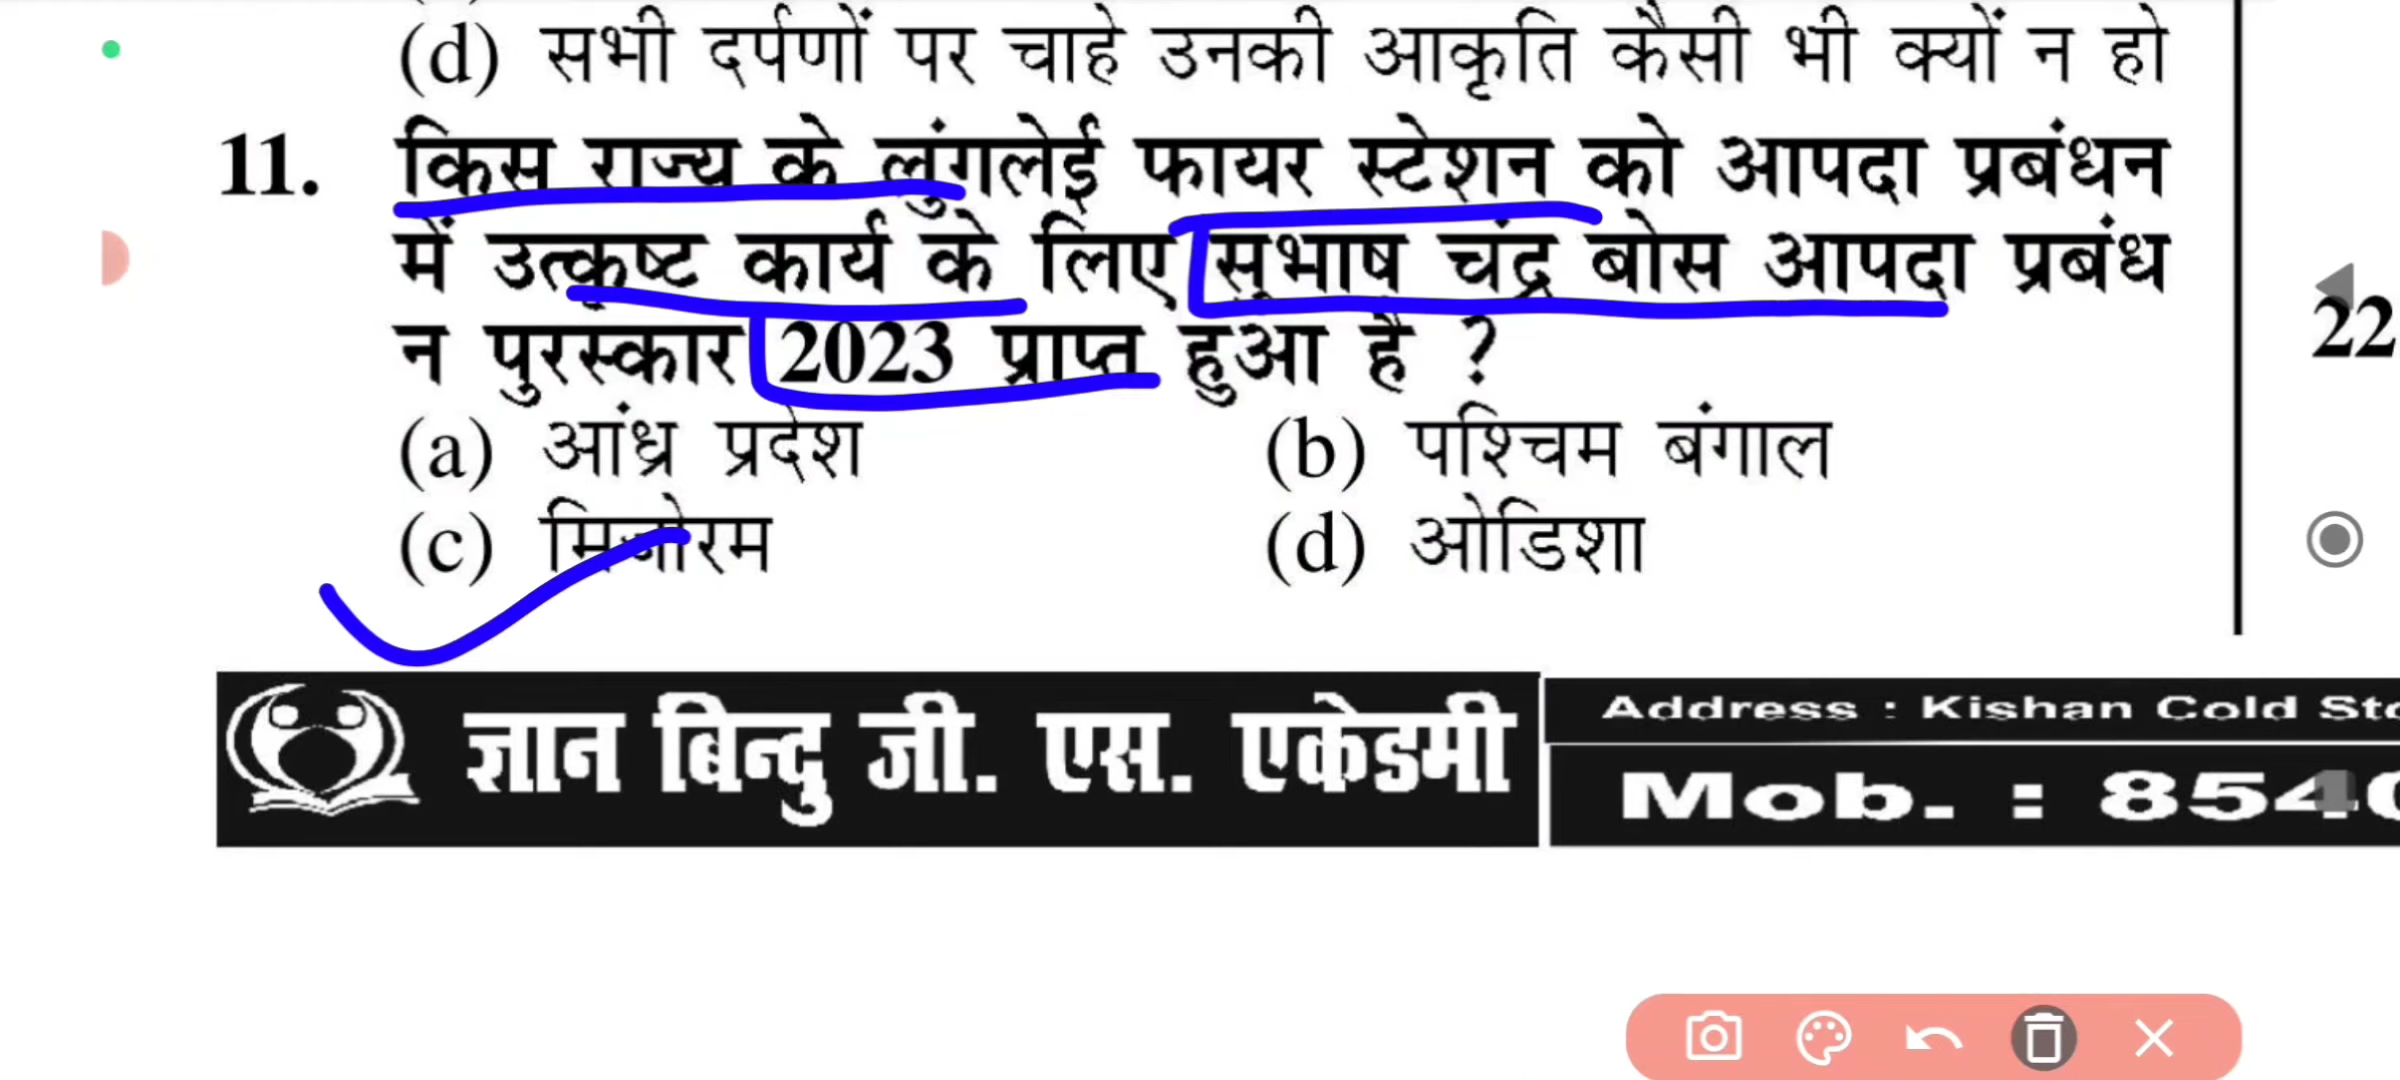 (d) सभी दर्पणों पर चाहे उनकी आकृति कैसी भी क्यों न हो
11. किस राज्य के लुंगलेई फायर स्टेशन को आपदा प्रबंधन
में उत्कृष्ट कार्य के लिए सुभाष चंद्र बोस आपदा प्रबंध
न पुरस्कार 2023 प्राप्त हुआ है ?
(a) आंध्र प्रदेश (b) पश्चिम बंगाल
(c) मिजोरम (d) ओडिशा
22
ज्ञान बिन्दु जी. एस. एकेडमी
Address : Kishan Cold
Mob. : 854